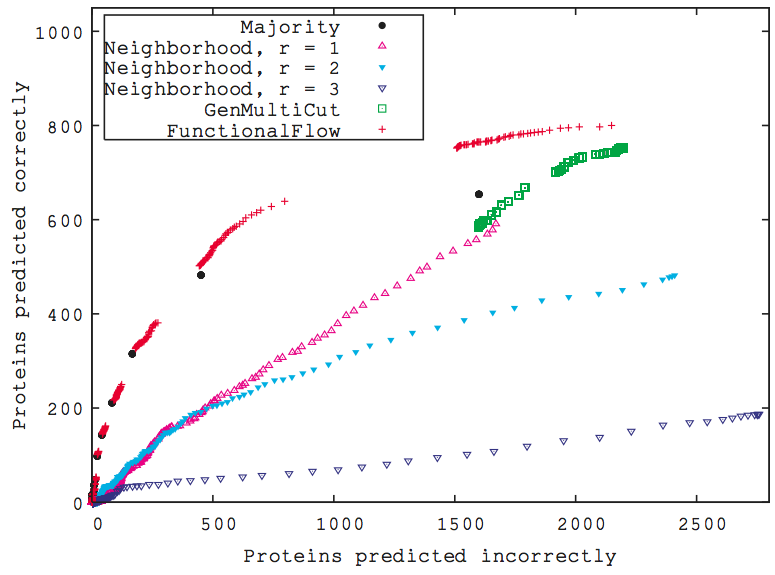 1000
800
600
400
200
0
Proteins predicted correctly
Majority
Neighborhood, r = 1
Neighborhood, r = 2
Neighborhood, r = 3
GenMultiCut
FunctionalFlow
0 500 1000 1500 2000 2500
Proteins predicted incorrectly